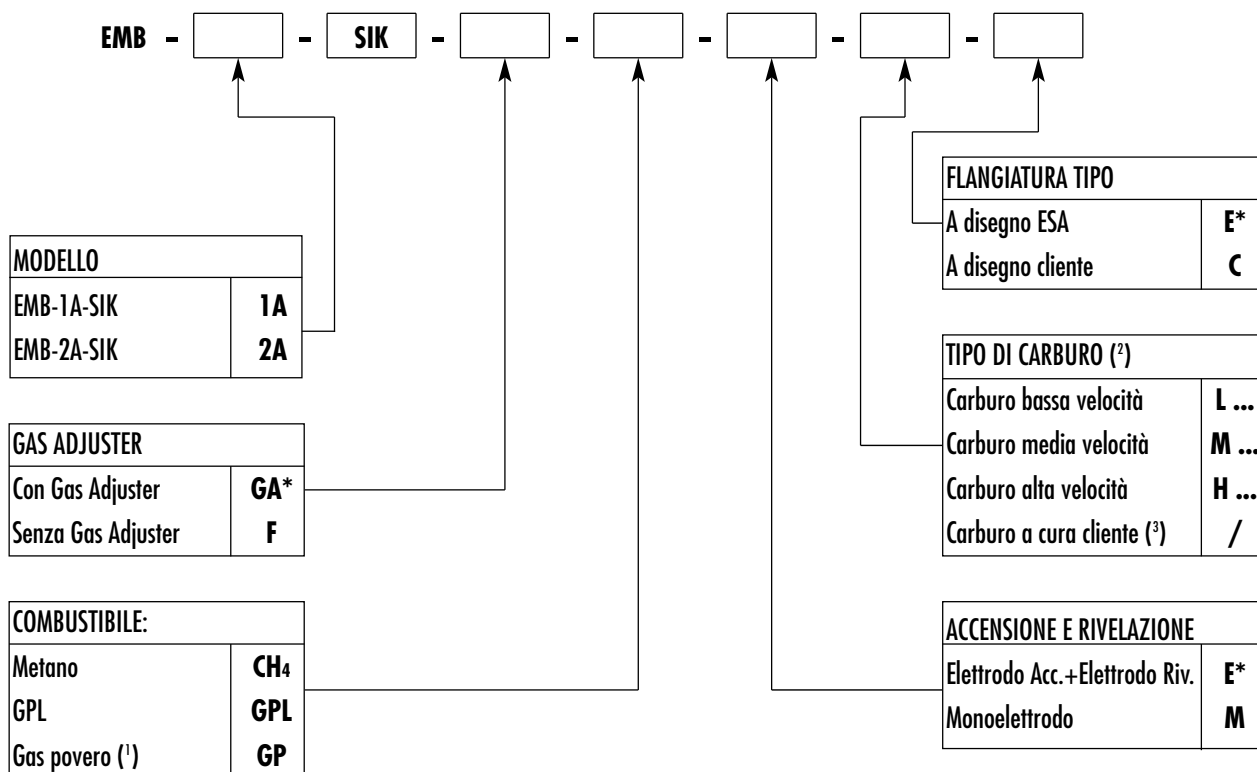 EMB - - SIK - - - - -
MODELLO
EMB-1A-SIK 1A
EMB-2A-SIK 2A
GAS ADJUSTER
Con Gas Adjuster GA*
Senza Gas Adjuster F
COMBUSTIBILE:
Metano CH4
GPL GPL
Gas povero (1) GP
FLANGIATURA TIPO
A disegno ESA E*
A disegno cliente C
TIPO DI CARBURO (2)
Carburo bassa velocità L ...
Carburo media velocità M ...
Carburo alta velocità H ...
Carburo a cura cliente (3) /
ACCENSIONE E RIVELAZIONE
Elettrodo Acc.+Elettrodo Riv. E*
Monoelettrodo M